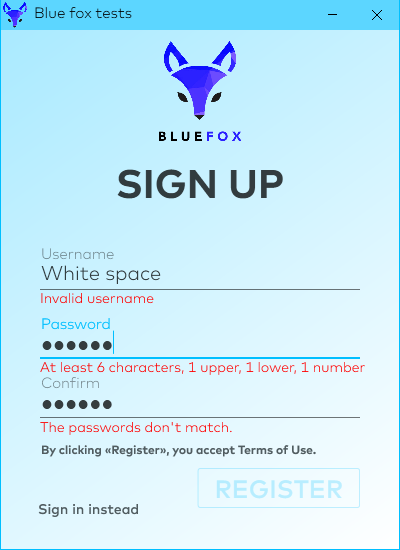 Blue fox tests
BLUEFOX
SIGN UP
Username
White space
Invalid username
Password
●●●●●●
At least 6 characters, 1 upper, 1 lower, 1 number
Confirm
●●●●●●
The passwords don't match.
By clicking «Register», you accept Terms of Use.
REGISTER
Sign in instead